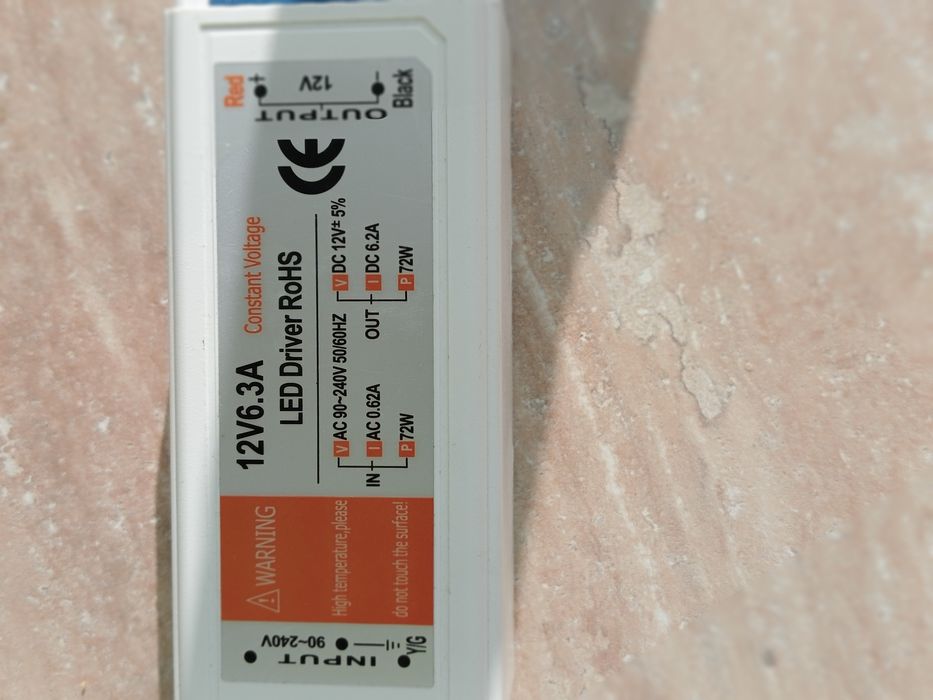 12V6.3A Constant Voltage
LED Driver RoHS
IN
V AC 90~240V 50/60HZ
I AC 0.62A
P 72W
OUT
V DC 12V± 5%
I DC 6.2A
P 72W
CE
WARNING
High temperature,please
do not touch the surface!
INPUT
90~240V
Y/G
Red
+
12V
OUTPUT
-
Black